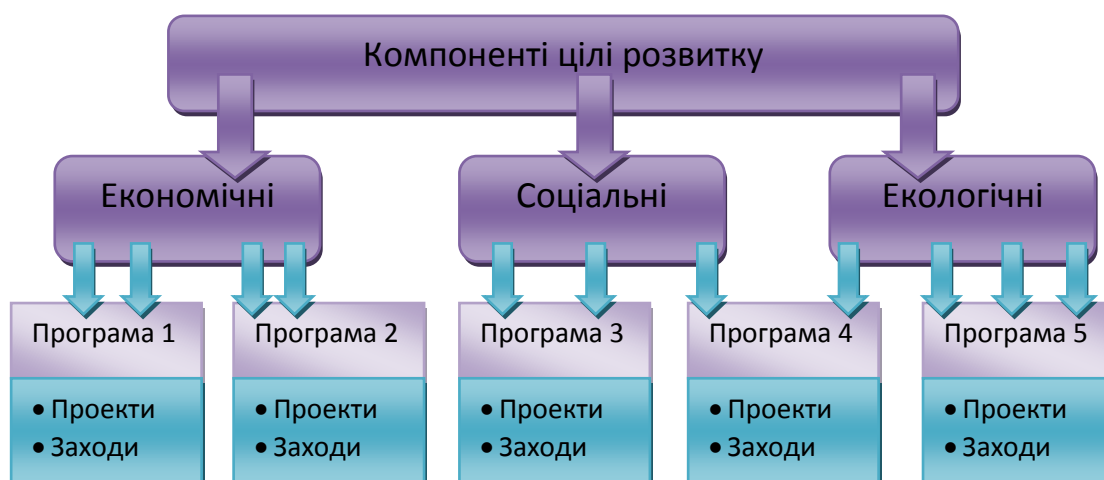 Компоненті цілі розвитку
Економічні
Соціальні
Екологічні
Програма 1
• Проекти
• Заходи
Програма 2
• Проекти
• Заходи
Програма 3
• Проекти
• Заходи
Програма 4
• Проекти
• Заходи
Програма 5
• Проекти
• Заходи